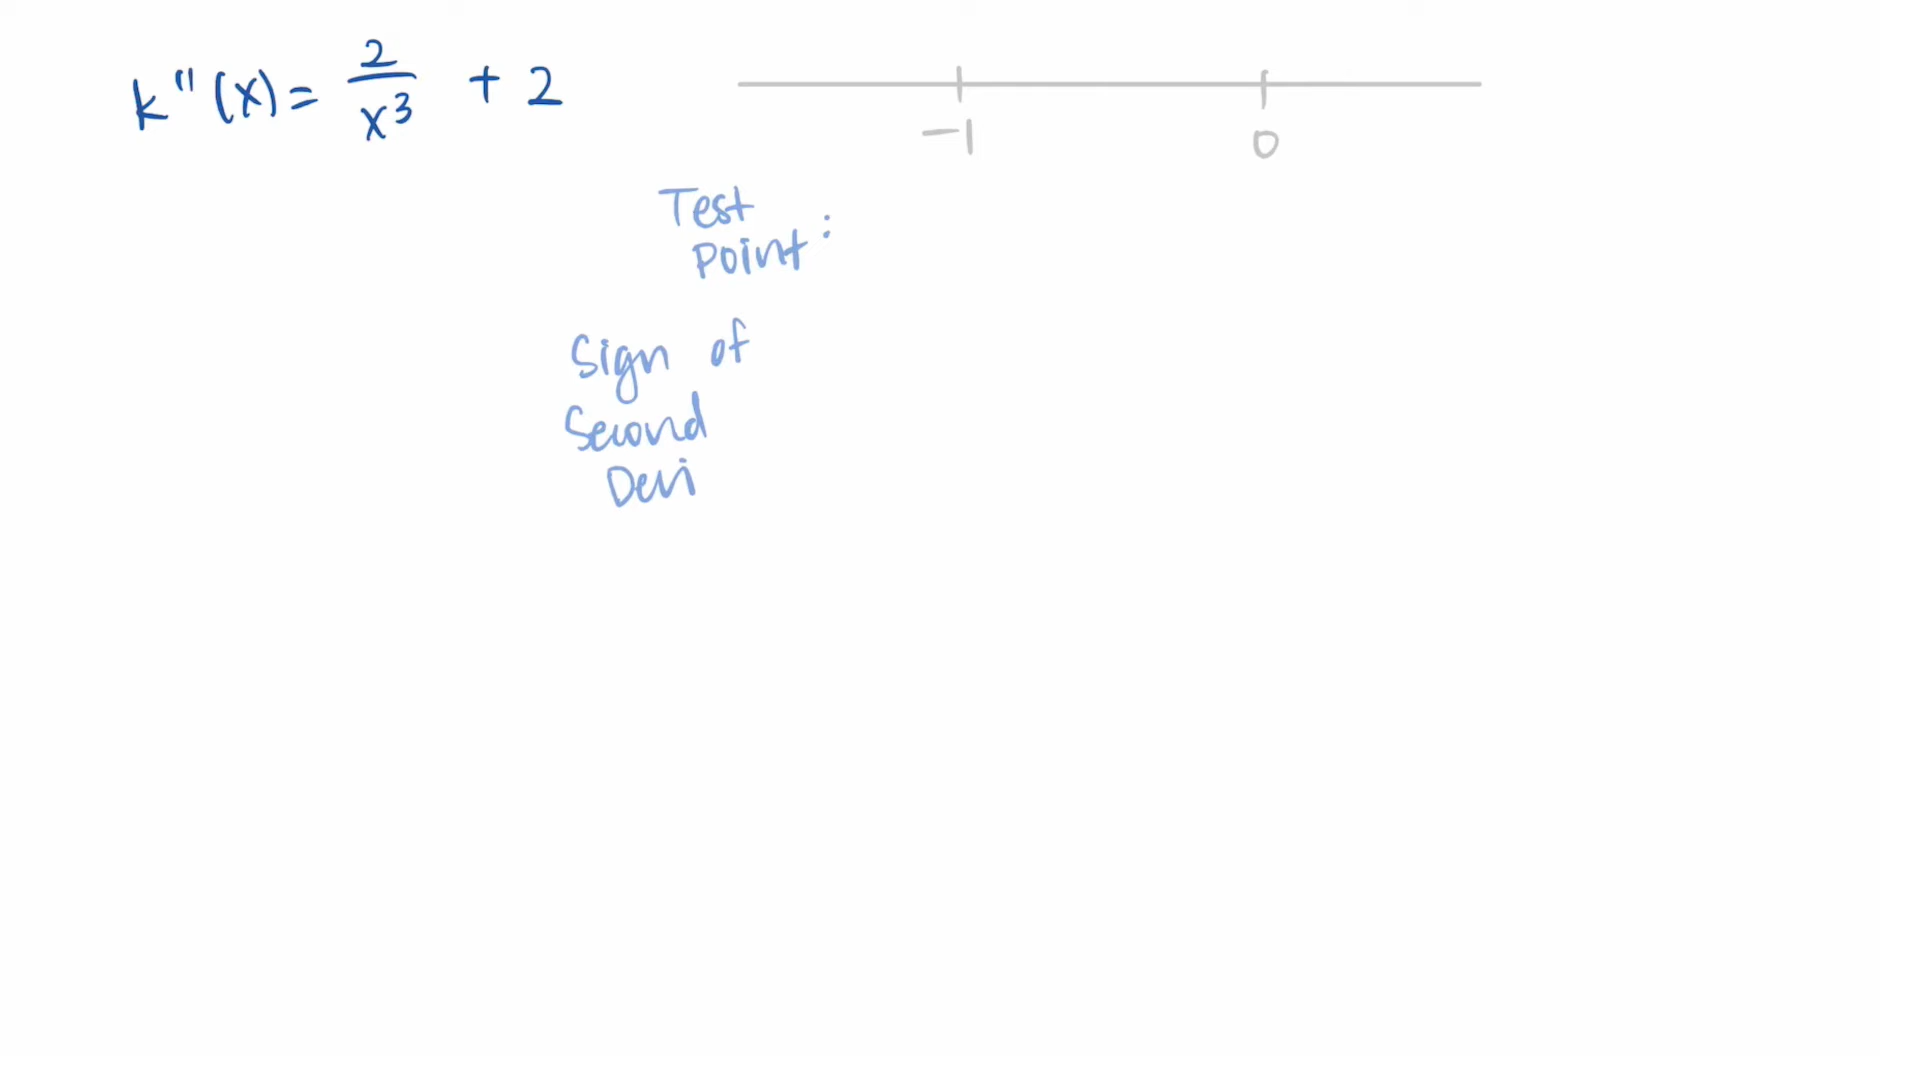 k''(x) = 2/x³ + 2
-1 0
Test
point :
Sign of
Second
Deri